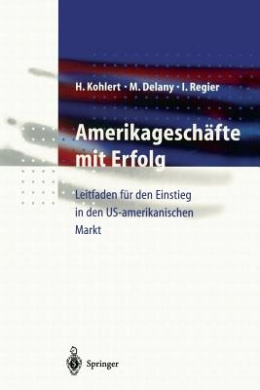 H. Kohlert · M. Delany · I. Regier
Amerikageschäfte
mit Erfolg
Leitfaden für den Einstieg
in den US-amerikanischen
Markt
Springer